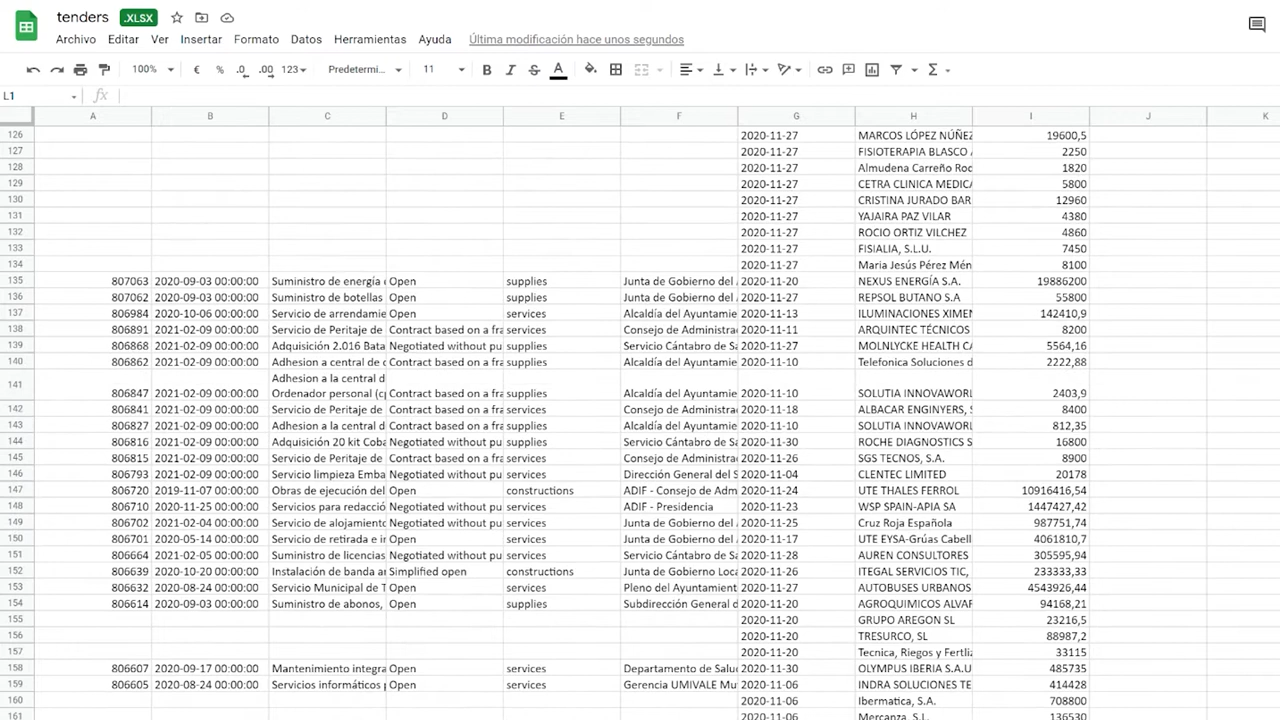 tenders .XLSX
Archivo Editar Ver Insertar Formato Datos Herramientas Ayuda Última modificación hace unos segundos
100% € % .0 .00 123 Predetermi... 11 B I S A
L1 fx
A B C D E F G H I J K
126 2020-11-27 MARCOS LÓPEZ NÚÑEZ 19600,5
127 2020-11-27 FISIOTERAPIA BLASCO 2250
128 2020-11-27 Almudena Carreño Roc 1820
129 2020-11-27 CETRA CLINICA MEDICA 5800
130 2020-11-27 CRISTINA JURADO BAR 12960
131 2020-11-27 YAJAIRA PAZ VILAR 4380
132 2020-11-27 ROCIO ORTIZ VILCHEZ 4860
133 2020-11-27 FISIALIA, S.L.U. 7450
134 2020-11-27 Maria Jesús Pérez Mén 8100
135 807063 2020-09-03 00:00:00 Suministro de energía Open supplies Junta de Gobierno del 2020-11-20 NEXUS ENERGÍA S.A. 19886200
136 807062 2020-09-03 00:00:00 Suministro de botellas Open supplies Junta de Gobierno del 2020-11-27 REPSOL BUTANO S.A 55800
137 806984 2020-10-06 00:00:00 Servicio de arrendamie Open services Alcaldía del Ayuntamie 2020-11-13 ILUMINACIONES XIMEN 142410,9
138 806891 2021-02-09 00:00:00 Servicio de Peritaje de Contract based on a fra supplies Consejo de Administra 2020-11-11 ARQUINTEC TÉCNICOS 8200
139 806868 2021-02-09 00:00:00 Adquisición 2.016 Bata Negotiated without pu supplies Servicio Cántabro de Sa 2020-11-27 MOLNLYCKE HEALTH CA 5564,16
140 806862 2021-02-09 00:00:00 Adhesion a central de c Contract based on a fra supplies Alcaldía del Ayuntamie 2020-11-10 Telefonica Soluciones d 2222,88
Adhesion a la central d
141 806847 2021-02-09 00:00:00 Ordenador personal (cp Contract based on a fra supplies Alcaldía del Ayuntamie 2020-11-10 SOLUTIA INNOVAWORL 2403,9
142 806841 2021-02-09 00:00:00 Servicio de Peritaje de Contract based on a fra services Consejo de Administra 2020-11-18 ALBACAR ENGINYERS, S 8400
143 806827 2021-02-09 00:00:00 Adhesion a la central d Contract based on a fra supplies Alcaldía del Ayuntamie 2020-11-10 SOLUTIA INNOVAWORL 812,35
144 806816 2021-02-09 00:00:00 Adquisición 20 kit Coba Negotiated without pu supplies Servicio Cántabro de Sa 2020-11-30 ROCHE DIAGNOSTICS S 16800
145 806815 2021-02-09 00:00:00 Servicio de Peritaje de Contract based on a fra services Consejo de Administra 2020-11-26 SGS TECNOS, S.A. 8900
146 806793 2021-02-09 00:00:00 Servicio limpieza Emba Negotiated without pu services Dirección General del S 2020-11-04 CLENTEC LIMITED 20178
147 806720 2019-11-07 00:00:00 Obras de ejecución del Open constructions ADIF - Consejo de Adm 2020-11-24 UTE THALES FERROL 10916416,54
148 806710 2020-11-25 00:00:00 Servicios para redacció Negotiated without pu services ADIF - Presidencia 2020-11-23 WSP SPAIN-APIA SA 1447427,42
149 806702 2021-02-04 00:00:00 Servicio de alojamiento Negotiated without pu services Junta de Gobierno del 2020-11-25 Cruz Roja Española 987751,74
150 806701 2020-05-14 00:00:00 Servicio de retirada e in Open services Junta de Gobierno del 2020-11-17 UTE EYSA-Grúas Cabell 4061810,7
151 806664 2021-02-05 00:00:00 Suministro de licencias Negotiated without pu services Servicio Cántabro de Sa 2020-11-28 AUREN CONSULTORES 305595,94
152 806639 2020-10-20 00:00:00 Instalación de banda an Simplified open constructions Junta de Gobierno Loca 2020-11-26 ITEGAL SERVICIOS TIC, 233333,33
153 806632 2020-08-24 00:00:00 Servicio Municipal de T Open services Pleno del Ayuntamient 2020-11-27 AUTOBUSES URBANOS 4543926,44
154 806614 2020-09-03 00:00:00 Suministro de abonos, Open supplies Subdirección General d 2020-11-20 AGROQUIMICOS ALVAR 94168,21
155 2020-11-20 GRUPO AREGON SL 23216,5
156 2020-11-20 TRESURCO, SL 88987,2
157 2020-11-20 Tecnica, Riegos y Fertliz 33115
158 806607 2020-09-17 00:00:00 Mantenimiento integra Open services Departamento de Salu 2020-11-30 OLYMPUS IBERIA S.A.U 485735
159 806605 2020-08-24 00:00:00 Servicios informáticos p Open services Gerencia UMIVALE Mu 2020-11-06 INDRA SOLUCIONES TE 414428
160 2020-11-06 Ibermatica, S.A. 708800
161 2020-11-06 Mercanza, S.L. 136530